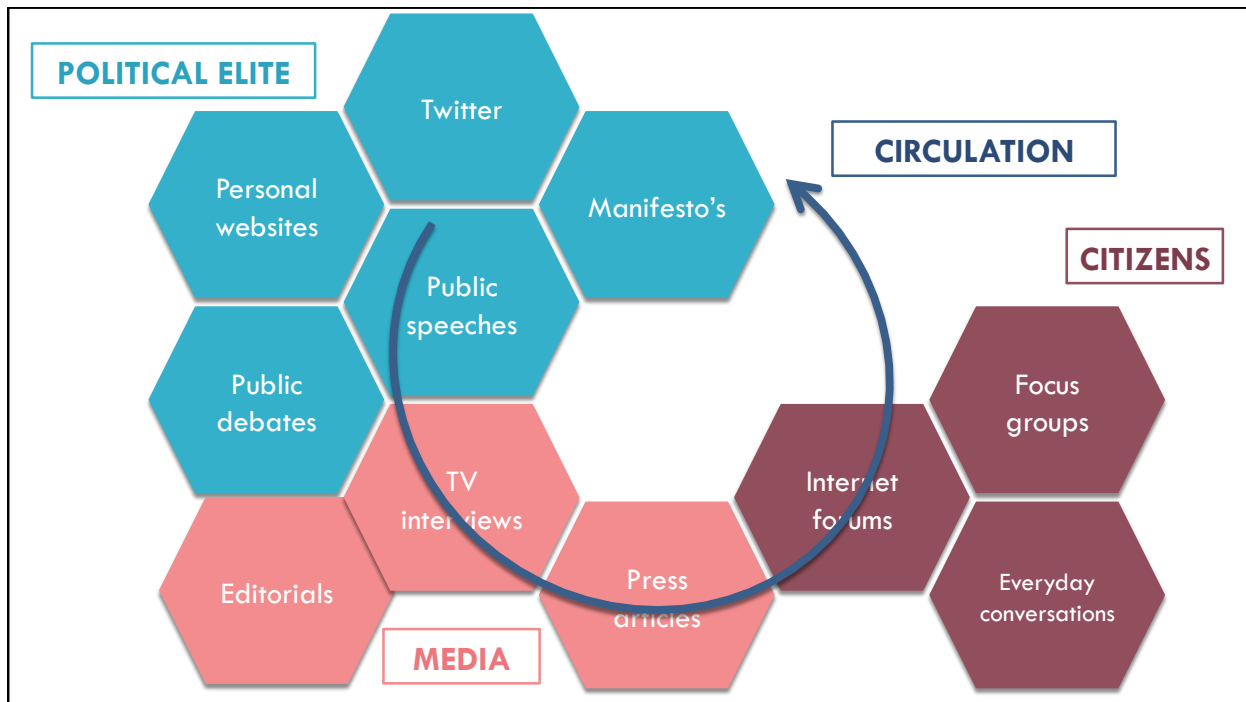 POLITICAL ELITE
Twitter
CIRCULATION
Personal
websites
Manifesto’s
CITIZENS
Public
speeches
Public
debates
Focus
groups
TV
interviews
Internet
forums
Editorials
Press
articles
Everyday
conversations
MEDIA